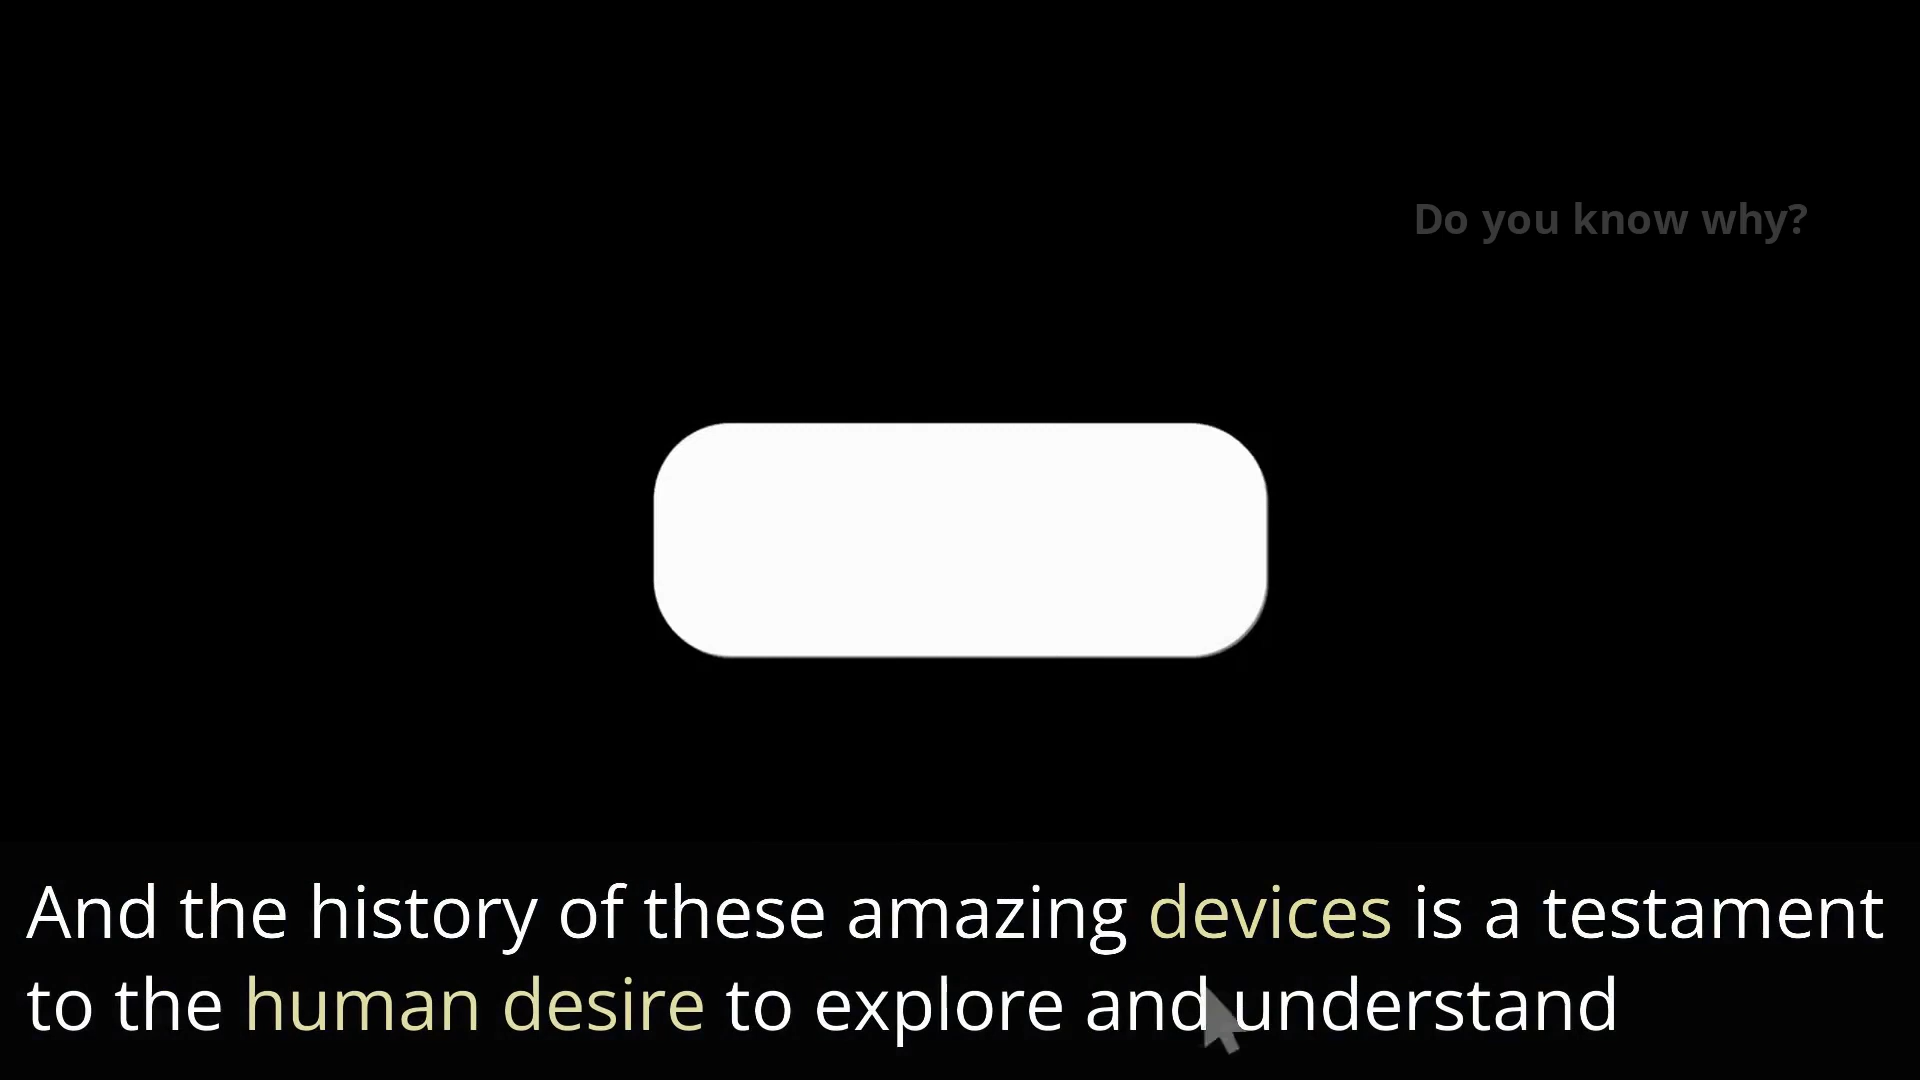 Do you know why?
And the history of these amazing devices is a testament
to the human desire to explore and understand